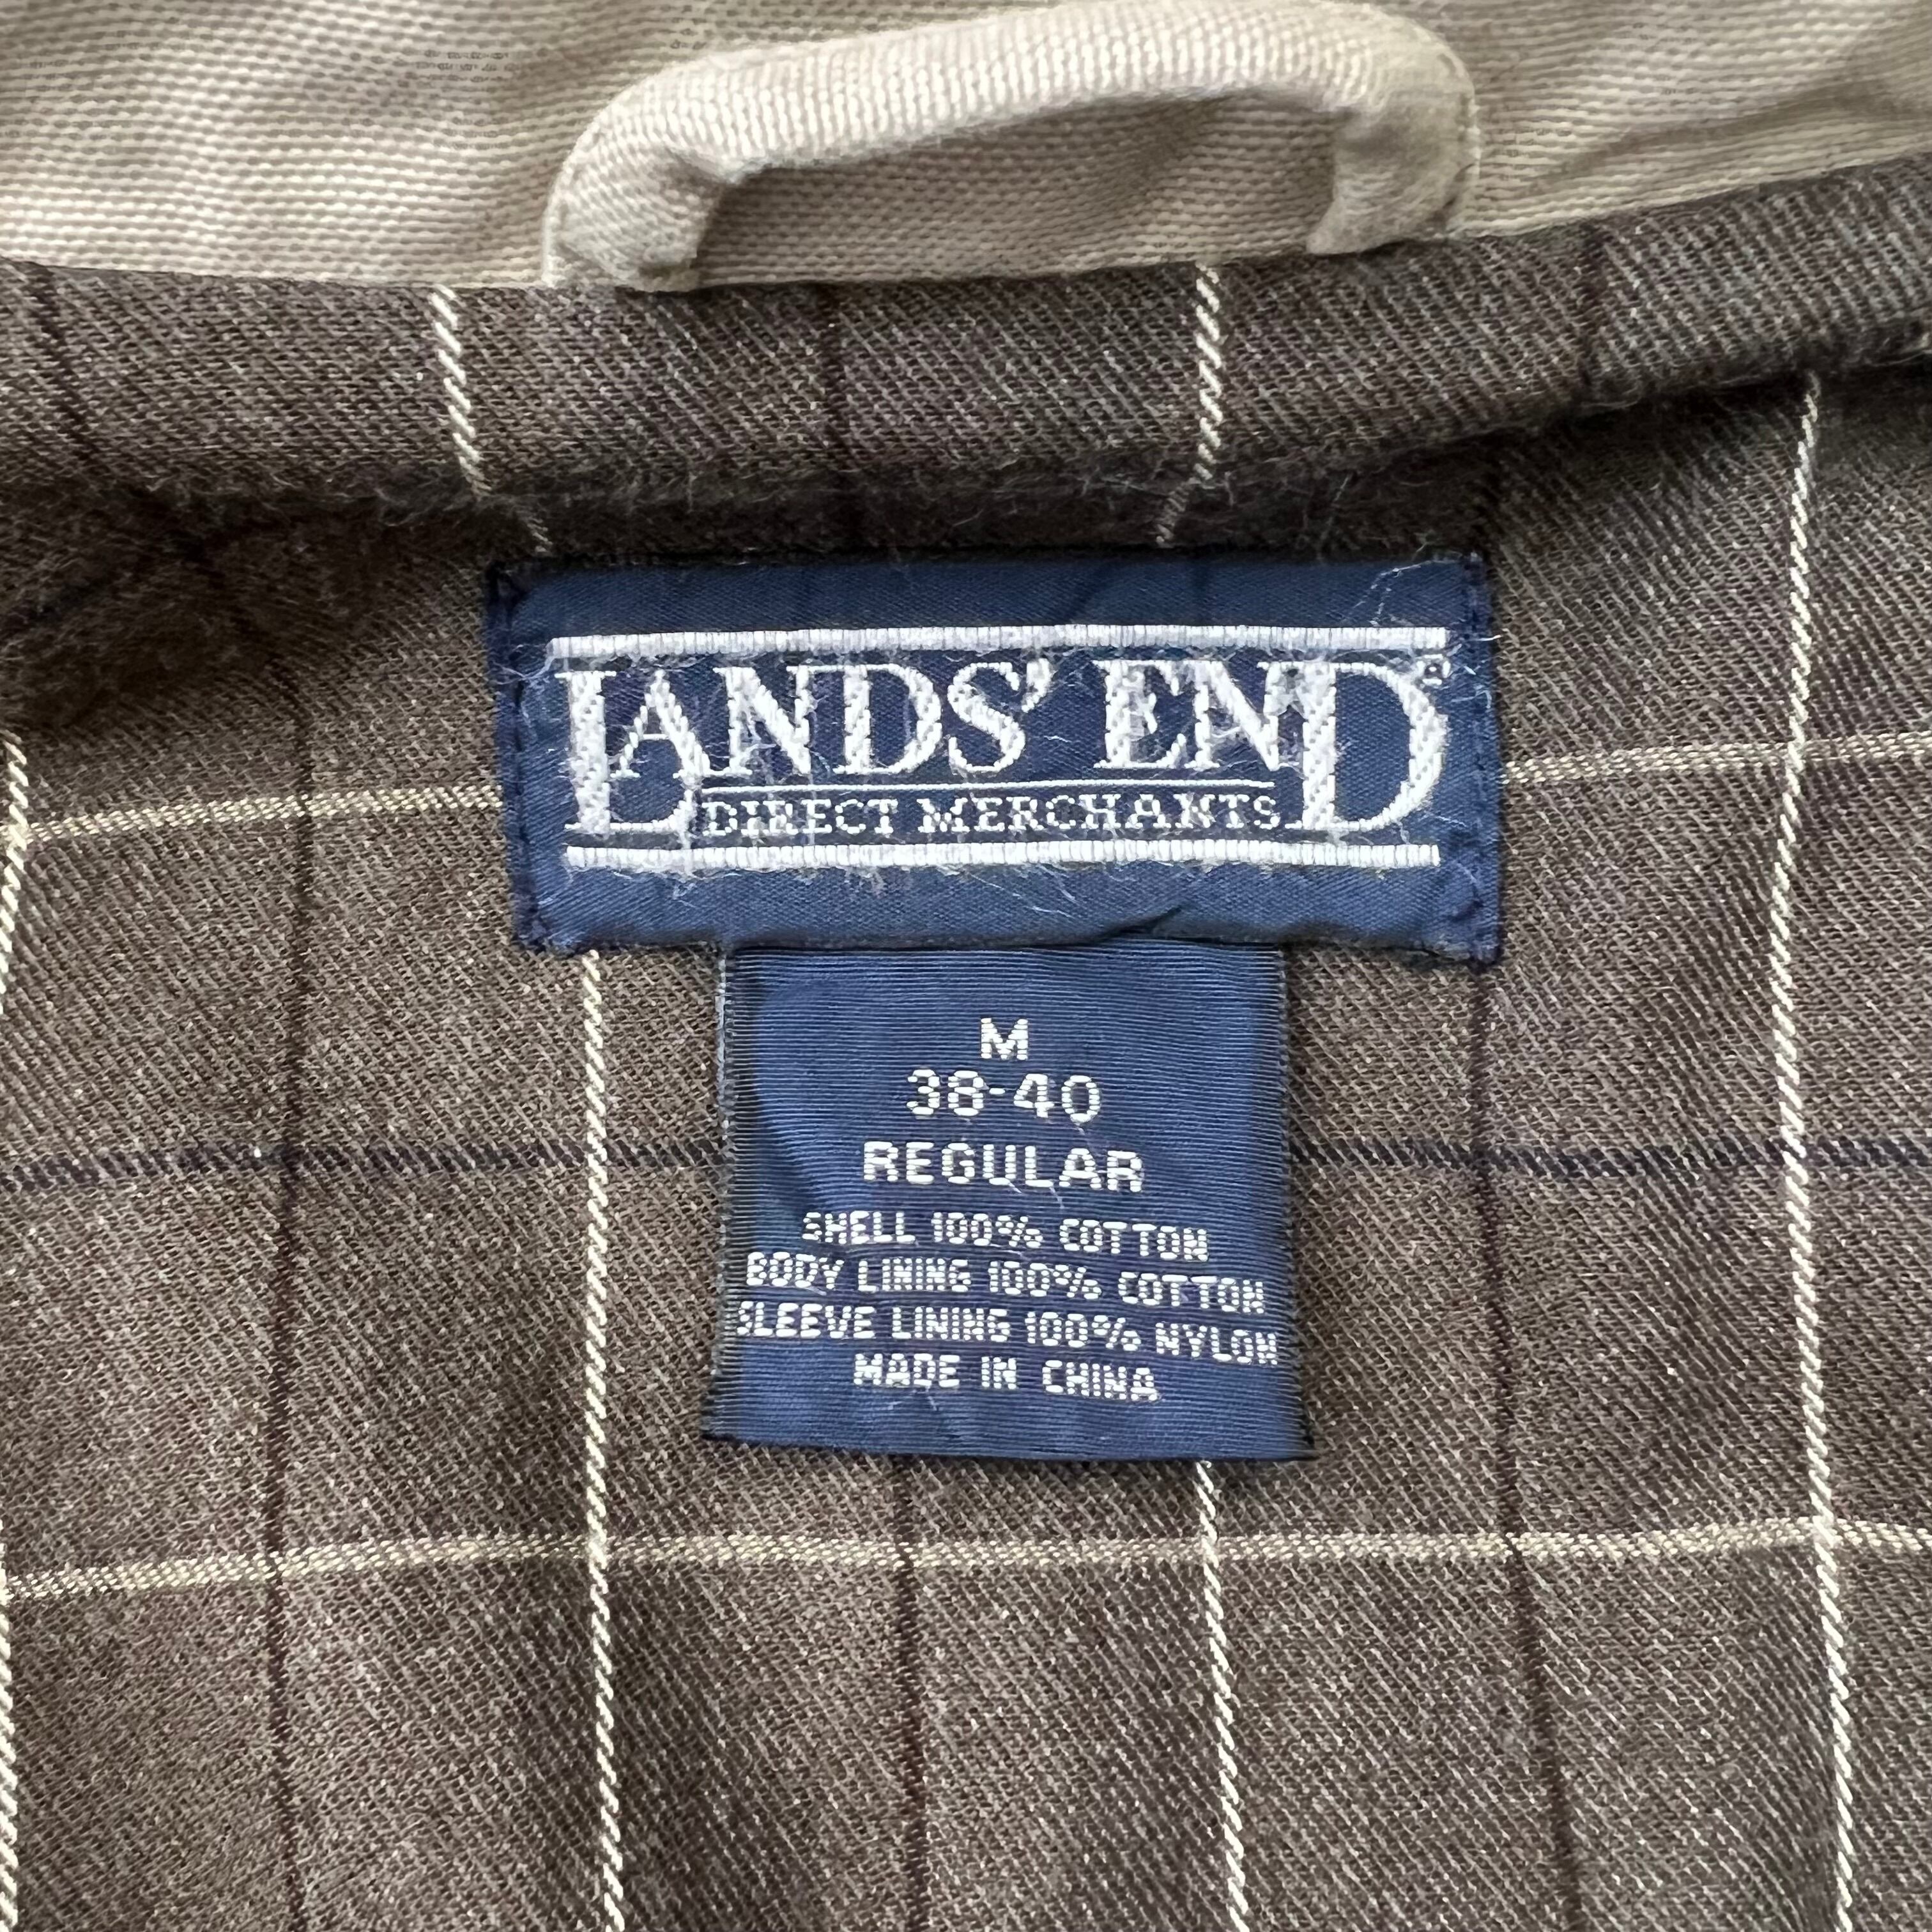 LANDS' END®
DIRECT MERCHANTS
M
38-40
REGULAR
SHELL 100% COTTON
BODY LINING 100% COTTON
SLEEVE LINING 100% NYLON
MADE IN CHINA